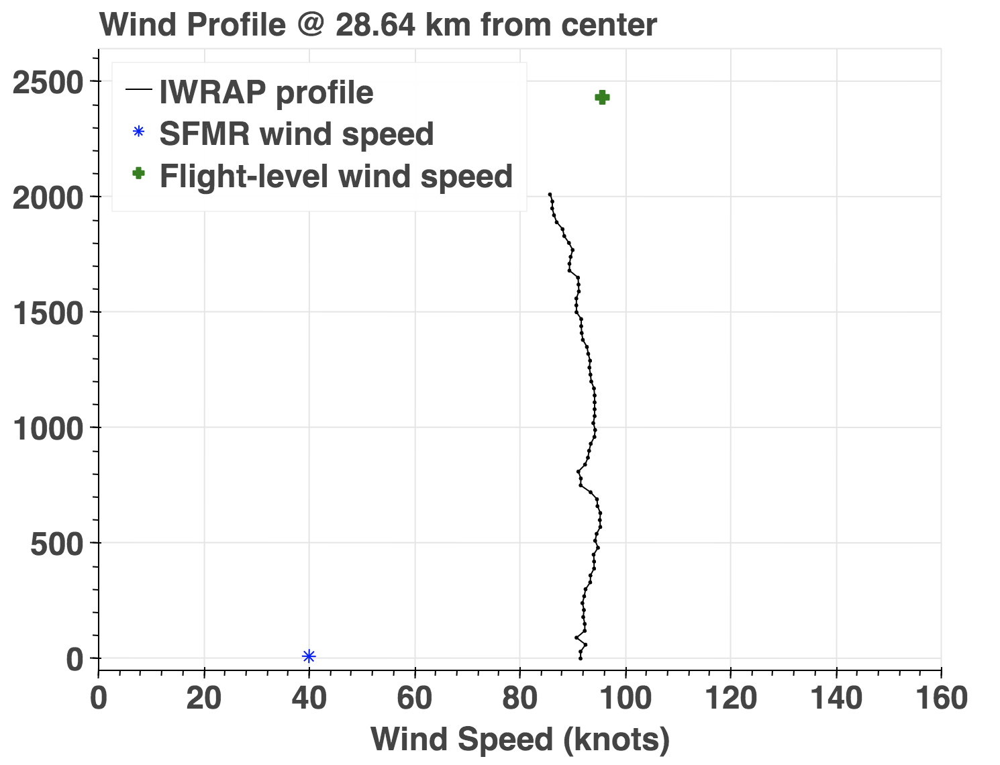 Wind Profile @ 28.64 km from center
IWRAP profile
SFMR wind speed
Flight-level wind speed
2500
2000
1500
1000
500
0
0 20 40 60 80 100 120 140 160
Wind Speed (knots)